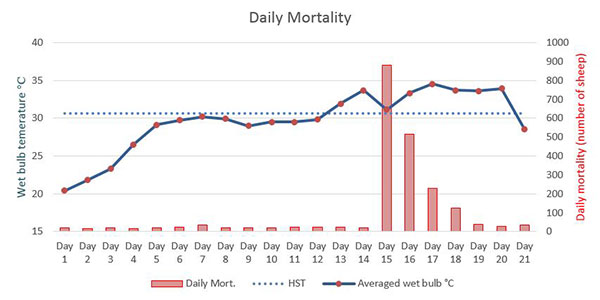 Daily Mortality
40
35
30
25
20
15
Wet bulb temerature °C
1000
900
800
700
600
500
400
300
200
100
0
Daily mortality (number of sheep)
Day 1
Day 2
Day 3
Day 4
Day 5
Day 6
Day 7
Day 8
Day 9
Day 10
Day 11
Day 12
Day 13
Day 14
Day 15
Day 16
Day 17
Day 18
Day 19
Day 20
Day 21
Daily Mort. HST Averaged wet bulb °C